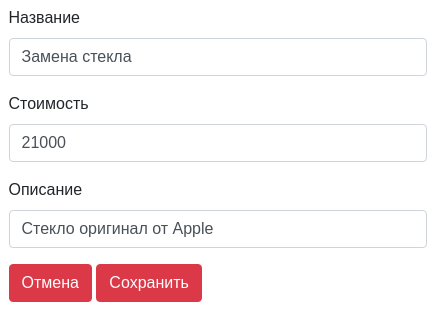 Название
Замена стекла
Стоимость
21000
Описание
Стекло оригинал от Apple
Отмена Сохранить